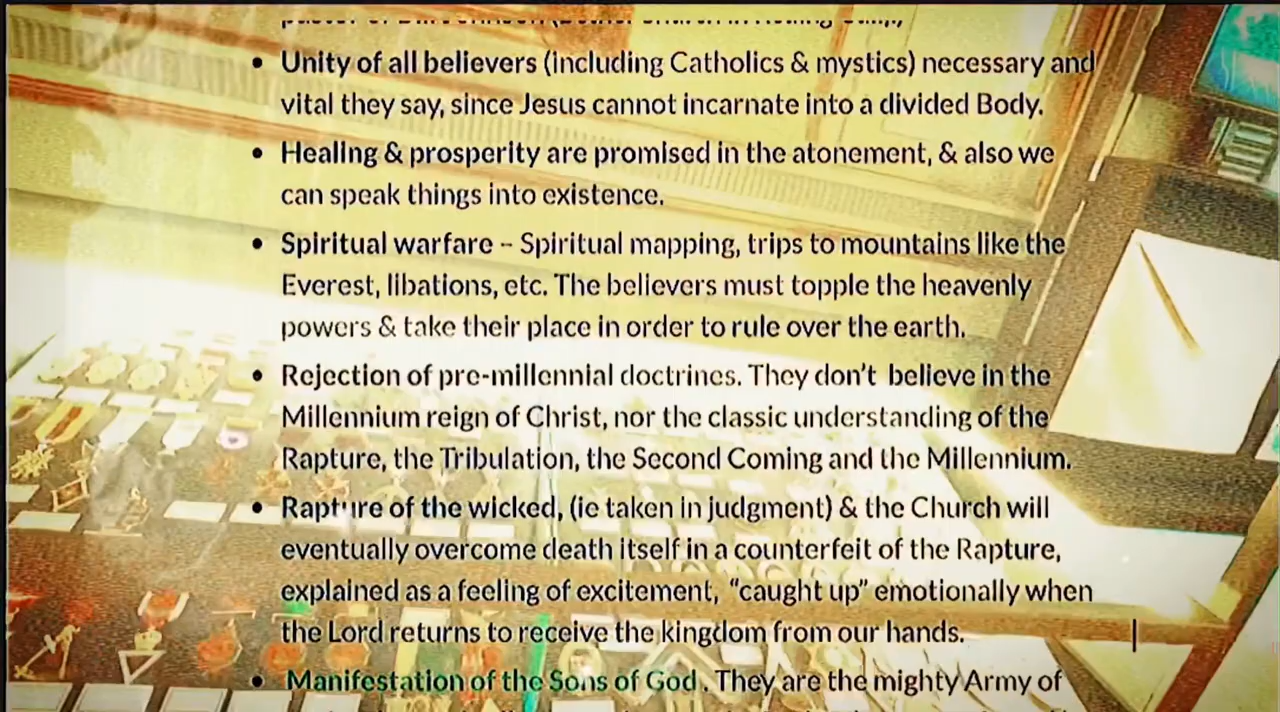 • Unity of all believers (including Catholics & mystics) necessary and
vital they say, since Jesus cannot incarnate into a divided Body.
• Healing & prosperity are promised in the atonement, & also we
can speak things into existence.
• Spiritual warfare – Spiritual mapping, trips to mountains like the
Everest, libations, etc. The believers must topple the heavenly
powers & take their place in order to rule over the earth.
• Rejection of pre-millennial doctrines. They don't believe in the
Millennium reign of Christ, nor the classic understanding of the
Rapture, the Tribulation, the Second Coming and the Millennium.
• Rapture of the wicked, (ie taken in judgment) & the Church will
eventually overcome death itself in a counterfeit of the Rapture,
explained as a feeling of excitement, “caught up” emotionally when
the Lord returns to receive the kingdom from our hands.
• Manifestation of the Sons of God . They are the mighty Army of